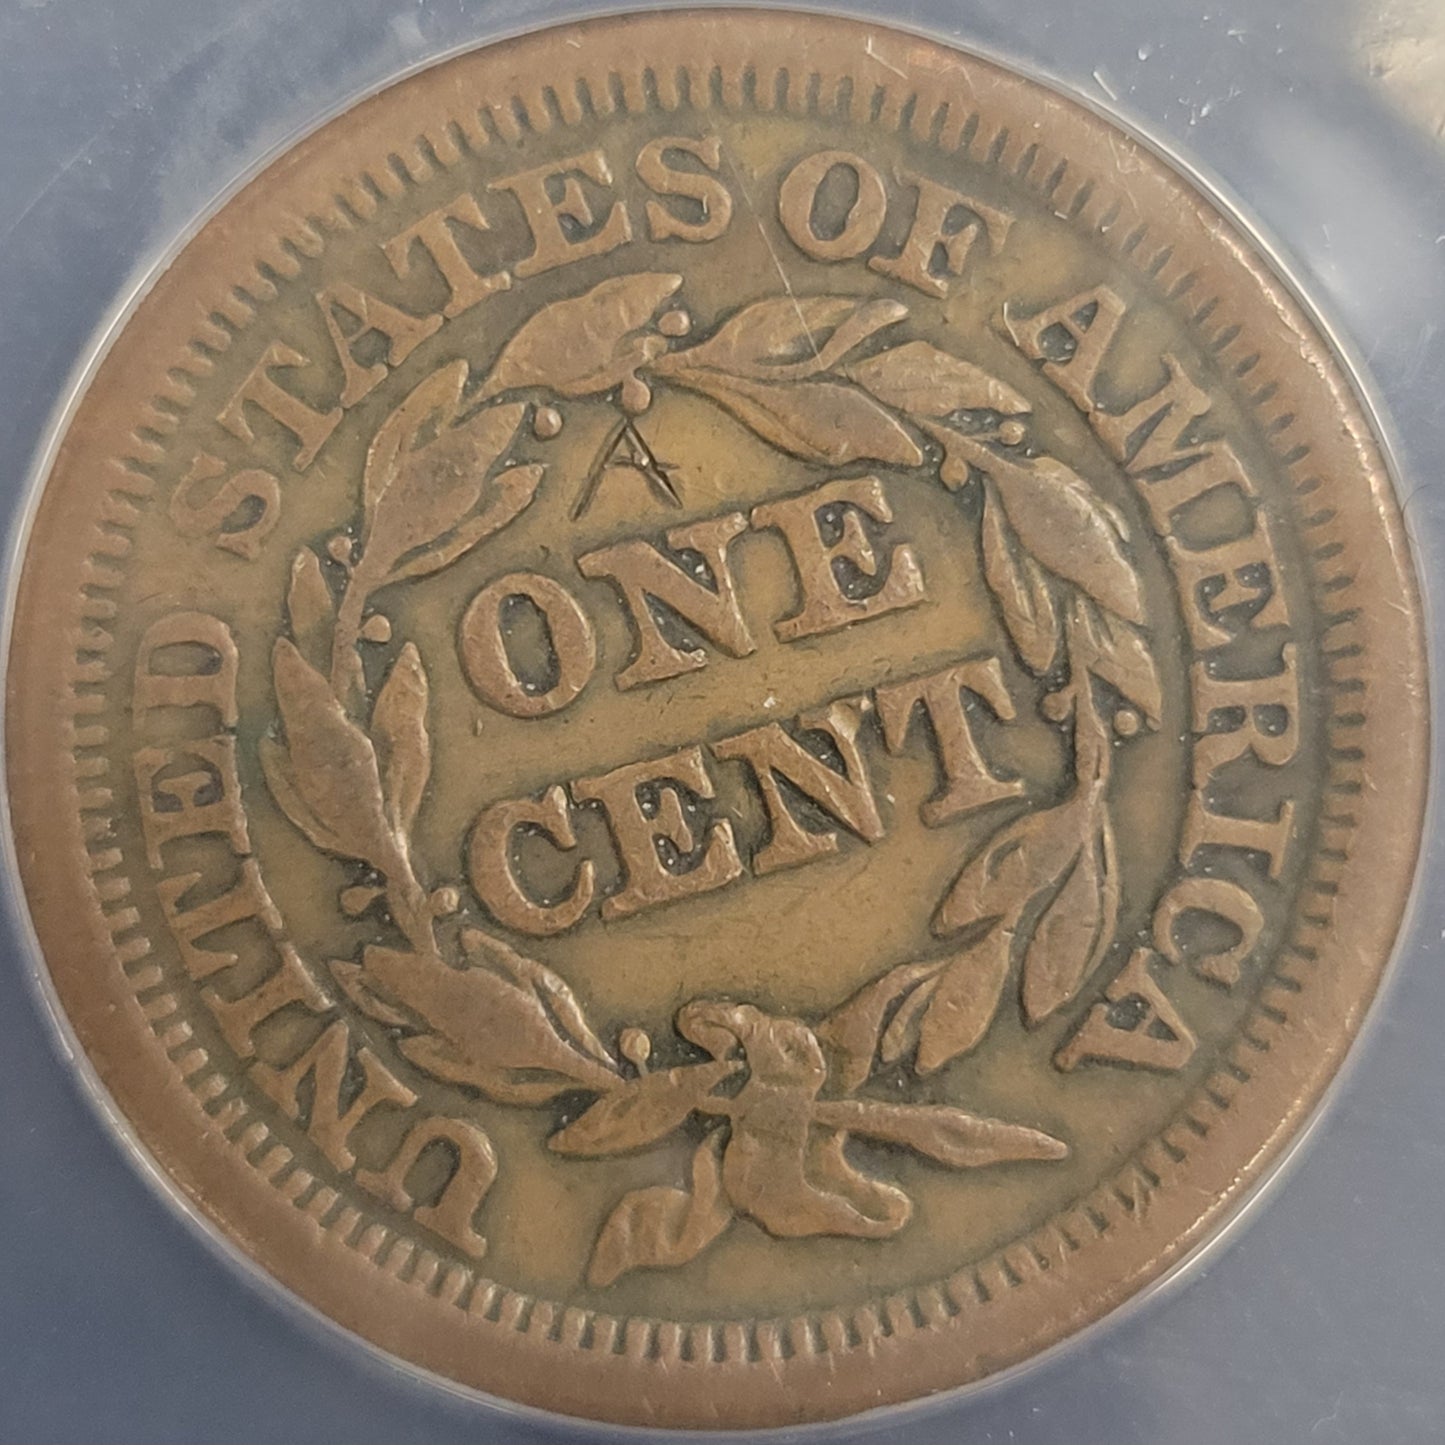 UNITED STATES OF AMERICA
A
ONE
CENT